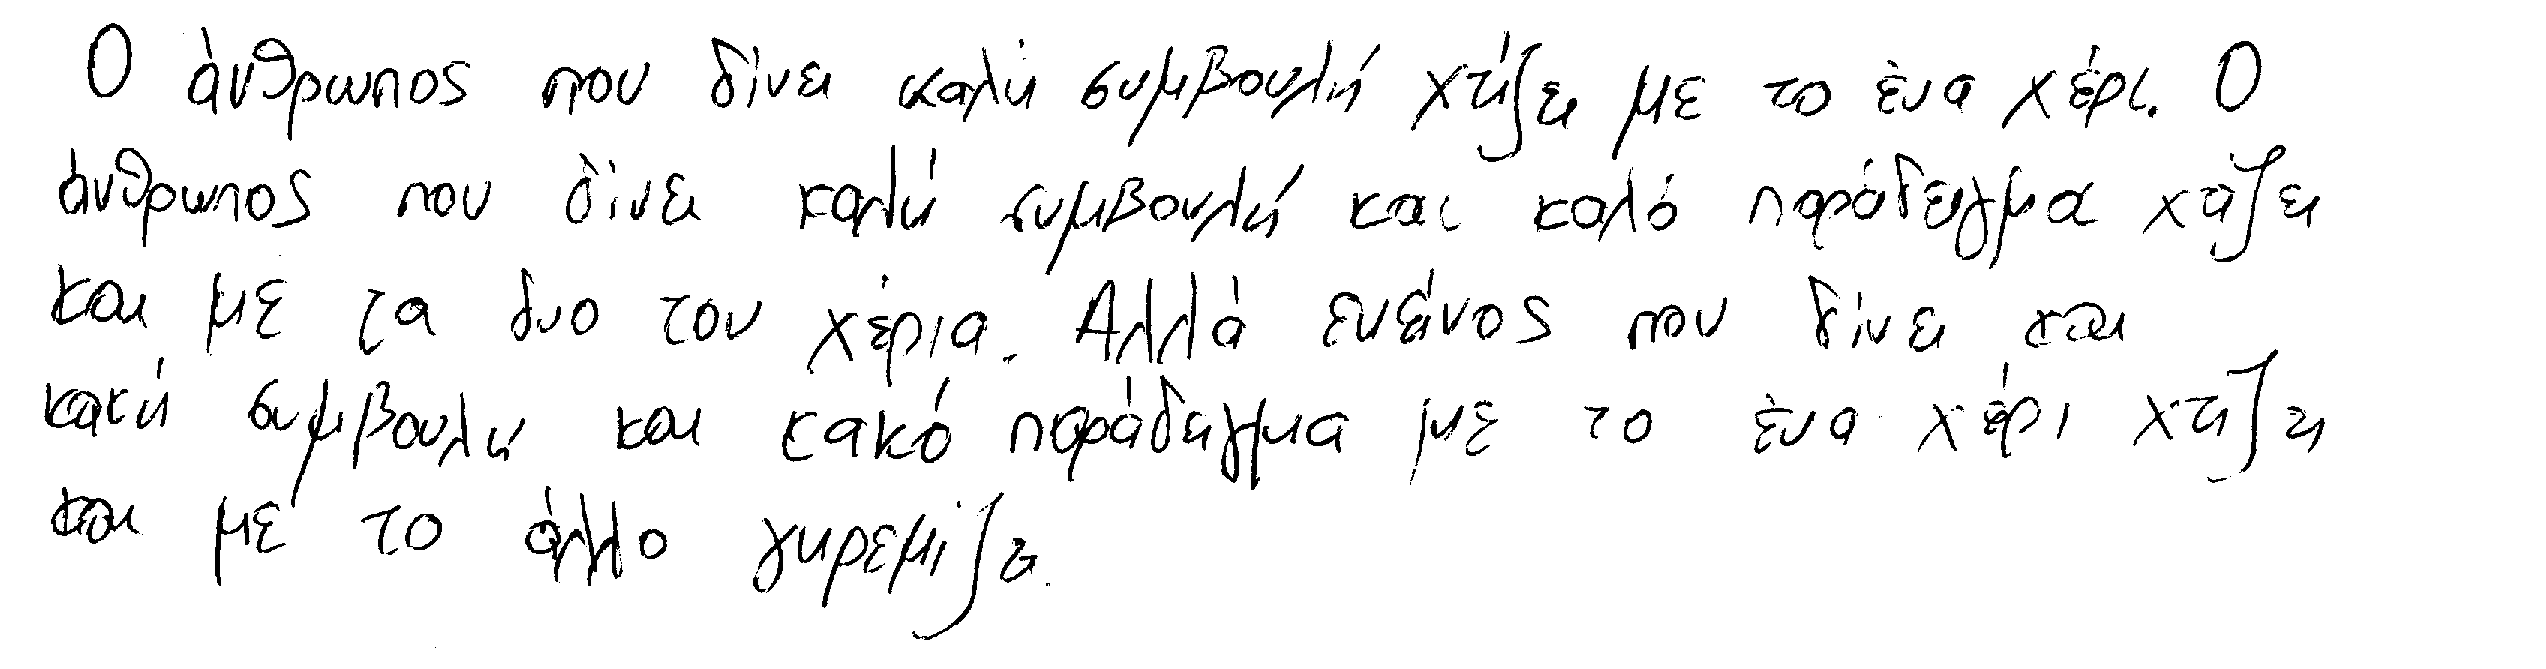 Ο άνθρωπος που δίνει καλή συμβουλή χτίζει με το ένα χέρι. Ο
άνθρωπος που δίνει καλή συμβουλή και καλό παράδειγμα χτίζει
και με τα δυο του χέρια. Αλλά εκείνος που δίνει και
κακή συμβουλή και κακό παράδειγμα με το ένα χέρι χτίζει
και με το άλλο γκρεμίζει.